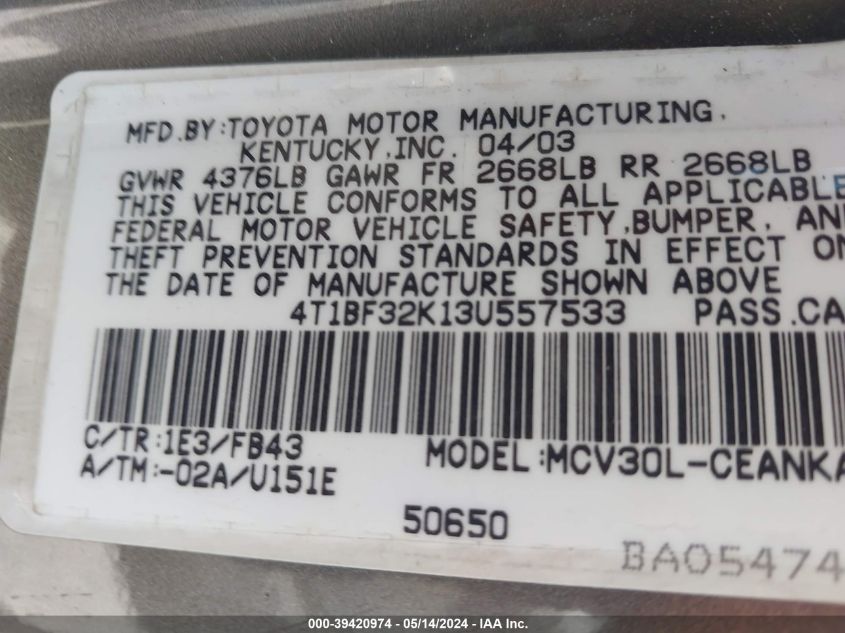 MFD.BY:TOYOTA MOTOR MANUFACTURING,
KENTUCKY,INC. 04/03
GVWR 4376LB GAWR FR 2668LB RR 2668LB
THIS VEHICLE CONFORMS TO ALL APPLICABLE
FEDERAL MOTOR VEHICLE SAFETY,BUMPER, AND
THEFT PREVENTION STANDARDS IN EFFECT ON
THE DATE OF MANUFACTURE SHOWN ABOVE
4T1BF32K13U557533 PASS.CA
C/TR:1E3/FB43
A/TM:-02A/U151E
MODEL:MCV30L-CEANKA
50650
BA05474
000-39420974 - 05/14/2024 - IAA Inc.